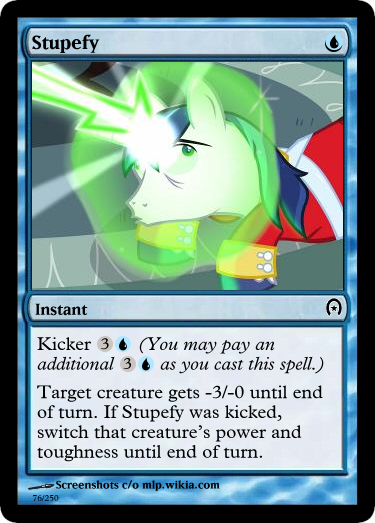 Stupefy
Instant
Kicker 3 (You may pay an
additional 3 as you cast this spell.)
Target creature gets -3/-0 until end
of turn. If Stupefy was kicked,
switch that creature's power and
toughness until end of turn.
Screenshots c/o mlp.wikia.com
76/250